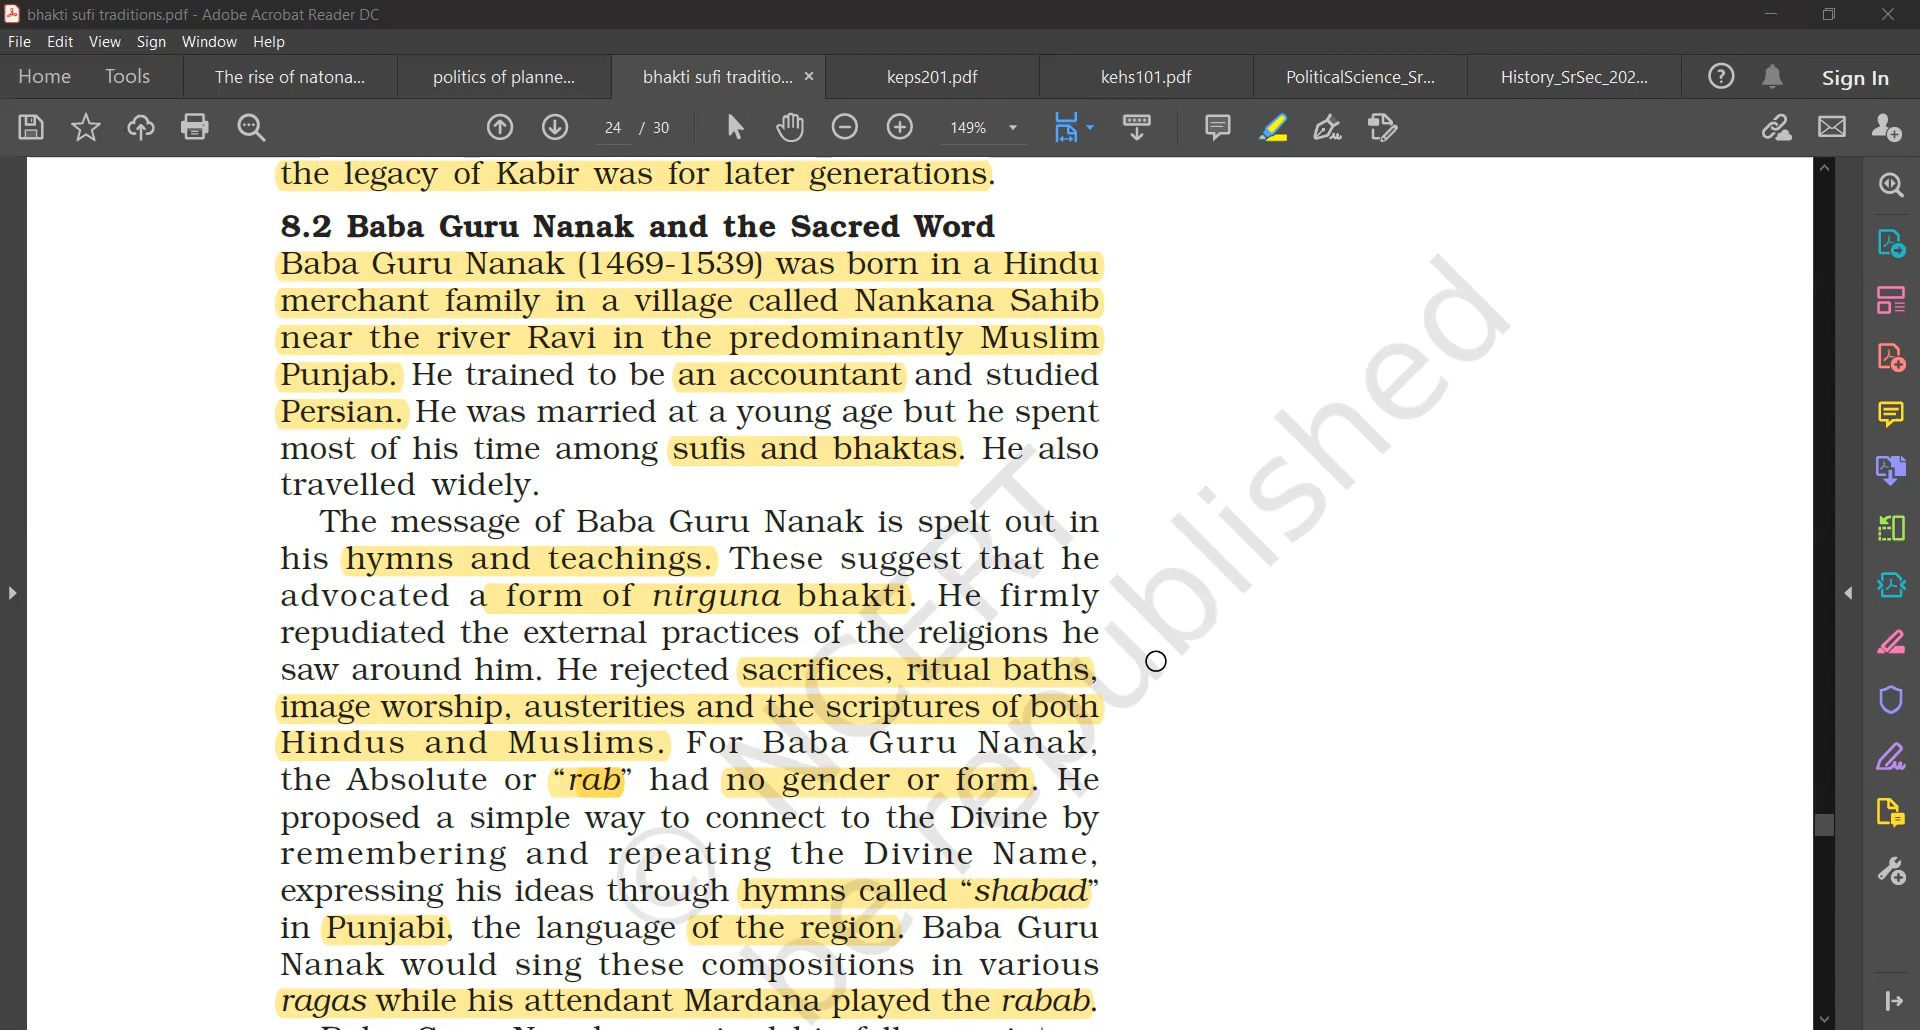 bhakti sufi traditions.pdf - Adobe Acrobat Reader DC
File Edit View Sign Window Help
Home Tools The rise of natona... politics of planne... bhakti sufi traditio... × keps201.pdf kehs101.pdf PoliticalScience_Sr... History_SrSec_202... Sign In
24 / 30 149%
the legacy of Kabir was for later generations.
8.2 Baba Guru Nanak and the Sacred Word
Baba Guru Nanak (1469-1539) was born in a Hindu
merchant family in a village called Nankana Sahib
near the river Ravi in the predominantly Muslim
Punjab. He trained to be an accountant and studied
Persian. He was married at a young age but he spent
most of his time among sufis and bhaktas. He also
travelled widely.
The message of Baba Guru Nanak is spelt out in
his hymns and teachings. These suggest that he
advocated a form of nirguna bhakti. He firmly
repudiated the external practices of the religions he
saw around him. He rejected sacrifices, ritual baths,
image worship, austerities and the scriptures of both
Hindus and Muslims. For Baba Guru Nanak,
the Absolute or “rab” had no gender or form. He
proposed a simple way to connect to the Divine by
remembering and repeating the Divine Name,
expressing his ideas through hymns called “shabad”
in Punjabi, the language of the region. Baba Guru
Nanak would sing these compositions in various
ragas while his attendant Mardana played the rabab.
© NCERT
be republished